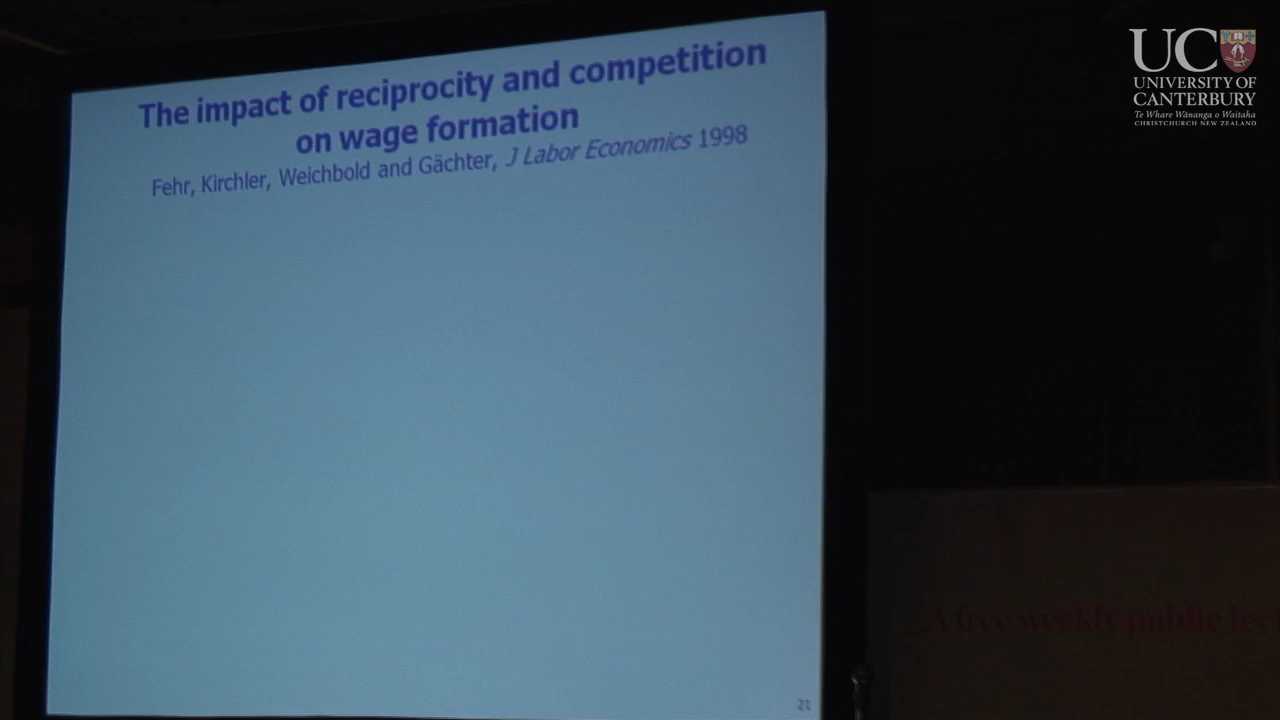 The impact of reciprocity and competition
on wage formation
Fehr, Kirchler, Weichbold and Gächter, J Labor Economics 1998
21
UC
UNIVERSITY OF
CANTERBURY
Te Whare Wānanga o Waitaha
CHRISTCHURCH NEW ZEALAND
A free weekly public